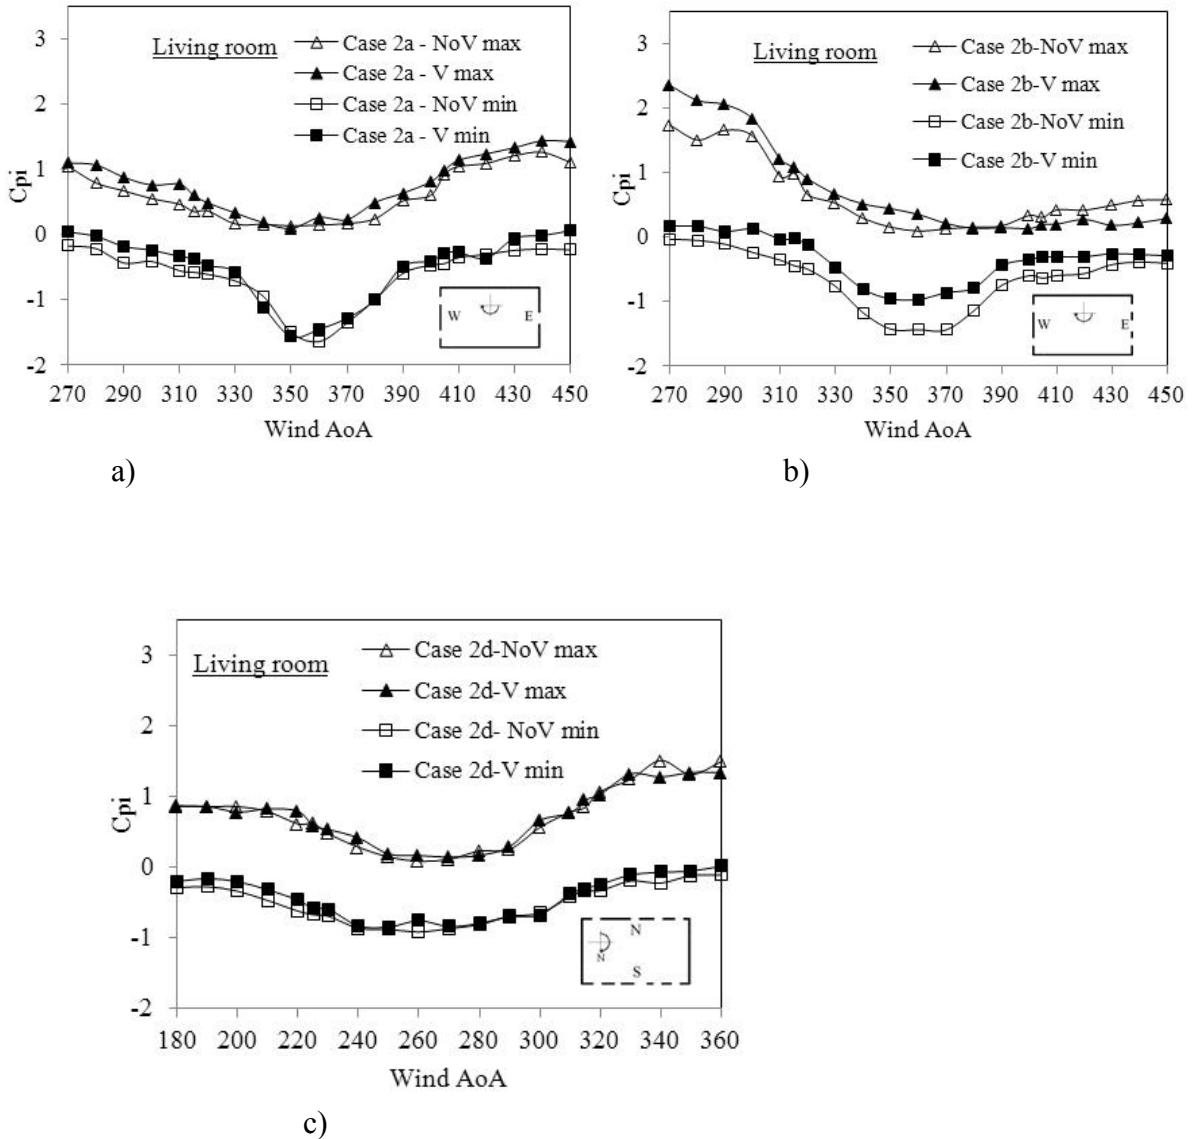 3
2
1
0
-1
-2
Cpi
Living room
Case 2a - NoV max
Case 2a - V max
Case 2a - NoV min
Case 2a - V min
W E
270 290 310 330 350 370 390 410 430 450
Wind AoA
a)
3
2
1
0
-1
-2
Cpi
Living room
Case 2b-NoV max
Case 2b-V max
Case 2b-NoV min
Case 2b-V min
W E
270 290 310 330 350 370 390 410 430 450
Wind AoA
b)
3
2
1
0
-1
-2
Cpi
Living room
Case 2d-NoV max
Case 2d-V max
Case 2d- NoV min
Case 2d-V min
N
N
S
180 200 220 240 260 280 300 320 340 360
Wind AoA
c)